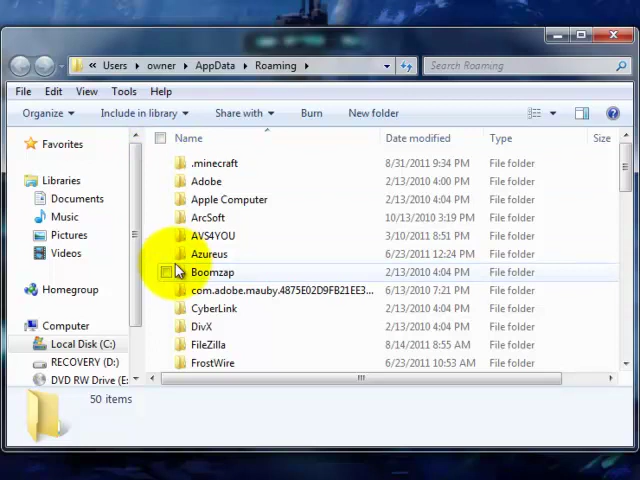 « Users ▸ owner ▸ AppData ▸ Roaming ▸ Search Roaming
File Edit View Tools Help
Organize Include in library Share with Burn New folder
Name Date modified Type Size
Favorites
Libraries
Documents
Music
Pictures
Videos
Homegroup
Computer
Local Disk (C:)
RECOVERY (D:)
DVD RW Drive (E:
.minecraft 8/31/2011 9:34 PM File folder
Adobe 2/13/2010 4:00 PM File folder
Apple Computer 2/13/2010 4:04 PM File folder
ArcSoft 10/13/2010 3:19 PM File folder
AVS4YOU 3/10/2011 8:51 PM File folder
Azureus 6/23/2011 12:24 PM File folder
Boomzap 2/13/2010 4:04 PM File folder
com.adobe.mauby.4875E02D9FB21EE3... 6/13/2010 7:21 PM File folder
CyberLink 2/13/2010 4:04 PM File folder
DivX 2/13/2010 4:04 PM File folder
FileZilla 8/14/2011 8:55 AM File folder
FrostWire 6/23/2011 10:53 AM File folder
50 items